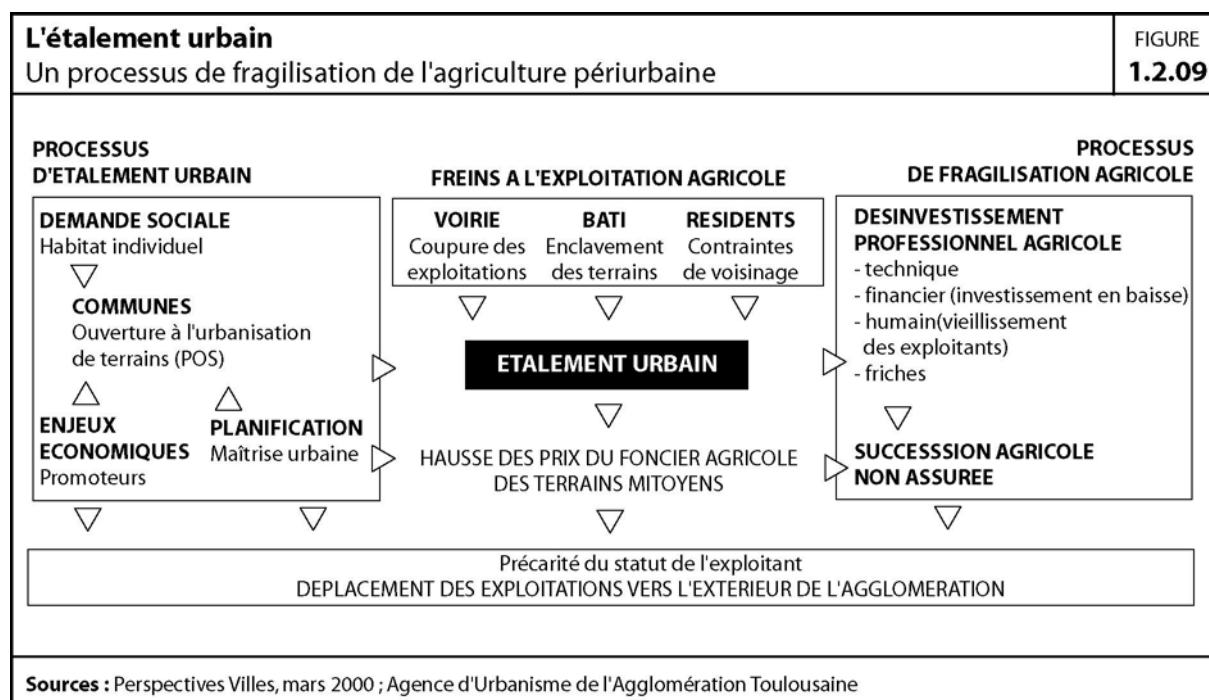 L'étalement urbain
Un processus de fragilisation de l'agriculture périurbaine
FIGURE
1.2.09
PROCESSUS
D'ETALEMENT URBAIN
DEMANDE SOCIALE
Habitat individuel
COMMUNES
Ouverture à l'urbanisation
de terrains (POS)
ENJEUX
ECONOMIQUES
Promoteurs
PLANIFICATION
Maîtrise urbaine
FREINS A L'EXPLOITATION AGRICOLE
VOIRIE
Coupure des
exploitations
BATI
Enclavement
des terrains
RESIDENTS
Contraintes
de voisinage
ETALEMENT URBAIN
HAUSSE DES PRIX DU FONCIER AGRICOLE
DES TERRAINS MITOYENS
PROCESSUS
DE FRAGILISATION AGRICOLE
DESINVESTISSEMENT
PROFESSIONNEL AGRICOLE
- technique
- financier (investissement en baisse)
- humain(vieillissement
des exploitants)
- friches
SUCCESSSION AGRICOLE
NON ASSUREE
Précarité du statut de l'exploitant
DEPLACEMENT DES EXPLOITATIONS VERS L'EXTERIEUR DE L'AGGLOMERATION
Sources : Perspectives Villes, mars 2000 ; Agence d'Urbanisme de l'Agglomération Toulousaine